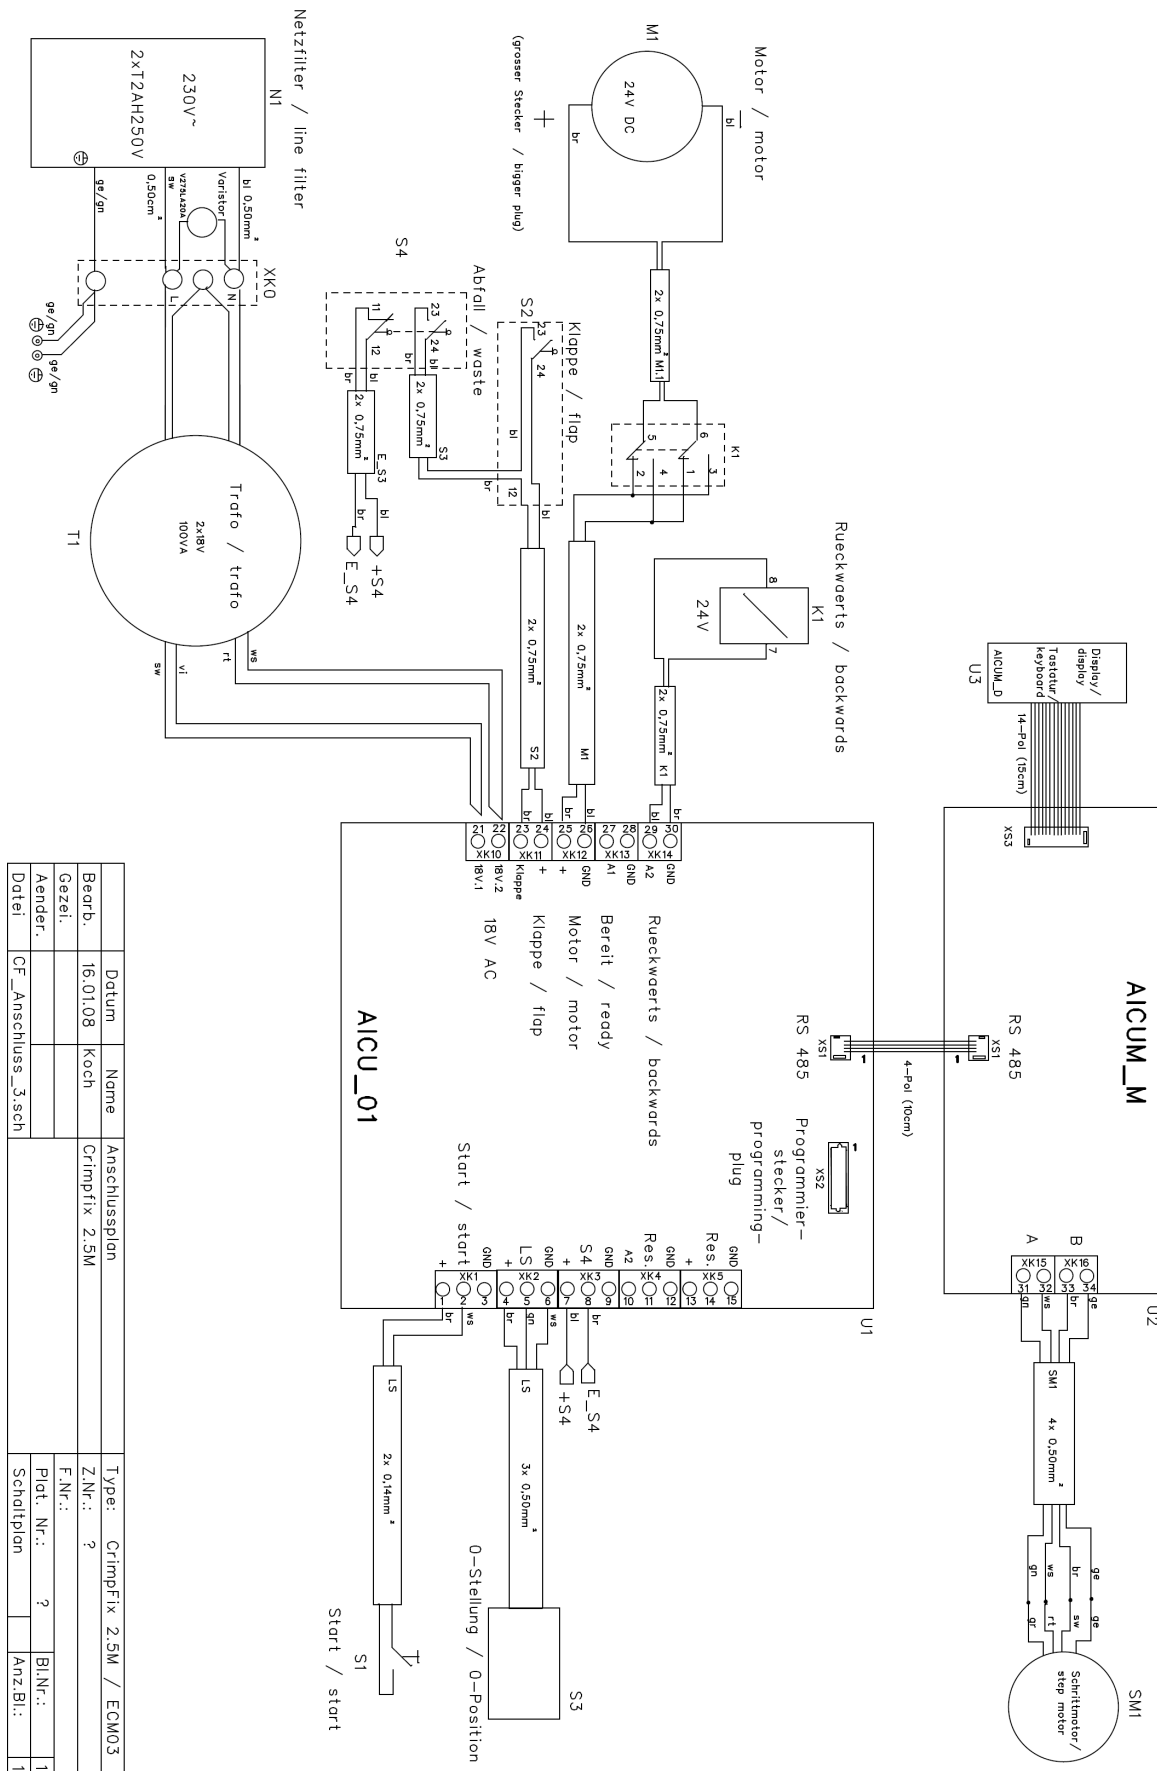 Netzfilter / line filter
N1
230V~
2xT2AH250V
ge/gn
bl 0,50mm²
Varistor
V275LA20A
sw
0,50cm²
XK0
N
L
ge/gn
ge/gn
Trafo / trafo
2x18V
100VA
T1
ws
rt
vi
sw
Motor / motor
M1
24V DC
bl
br
+
(grosser Stecker / bigger plug)
2x 0,75mm² M1.1
K1
5
6
2
4
1
3
Klappe / flap
S2
23
24
bl
br
12
bl
Abfall / waste
S4
11
12
23
24
br
bl
br
bl
2x 0,75mm²
S3
2x 0,75mm²
E_S3
br
bl
+S4
E_S4
2x 0,75mm²
S2
br
bl
2x 0,75mm²
M1
br
bl
Rueckwaerts / backwards
K1
24V
8
7
2x 0,75mm² K1
bl
br
Display/
display
Tastatur/
keyboard
AICUM_D
U3
14-Pol (15cm)
XS3
AICUM_M
RS 485
XS1
1
4-Pol (10cm)
RS 485
XS1
1
21 22 23 24 25 26 27 28 29 30
XK10 XK11 XK12 XK13 XK14
18V.1 18V.2 Klappe + + GND A1 GND A2 GND
Rueckwaerts / backwards
Bereit / ready
Motor / motor
Klappe / flap
18V AC
AICU_01
1
XS2
Programmier-
stecker/
programming-
plug
Start / start
LS
S4
Res.
Res.
+ GND + GND + GND A2 GND + GND
XK1 XK2 XK3 XK4 XK5
1 2 3 4 5 6 7 8 9 10 11 12 13 14 15
U1
br
ws
br
gn
ws
bl
br
+S4
E_S4
LS
2x 0,14mm²
S1
Start / start
LS
3x 0,50mm²
S3
0-Stellung / 0-Position
A
B
XK15 XK16
31 32 33 34
U2
gn
ws
br
ge
SM1
4x 0,50mm²
gn
ws
br
ge
gr
rt
sw
ge
Schrittmotor/
step motor
SM1
Datum Name Anschlussplan Type: CrimpFix 2.5M / ECM03
Bearb. 16.01.08 Koch Crimpfix 2.5M Z.Nr.: ?
Gezei. F.Nr.:
Aender. Plat. Nr.: ? Bl.Nr.: 1
Datei CF_Anschluss_3.sch Schaltplan Anz.Bl.: 1